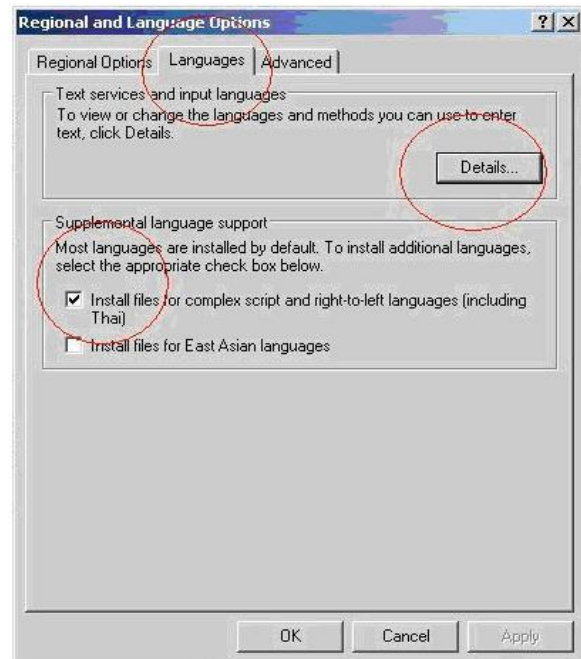 Regional and Language Options
Regional Options Languages Advanced
Text services and input languages
To view or change the languages and methods you can use to enter
text, click Details.
Details...
Supplemental language support
Most languages are installed by default. To install additional languages,
select the appropriate check box below.
Install files for complex script and right-to-left languages (including
Thai)
Install files for East Asian languages
OK Cancel Apply